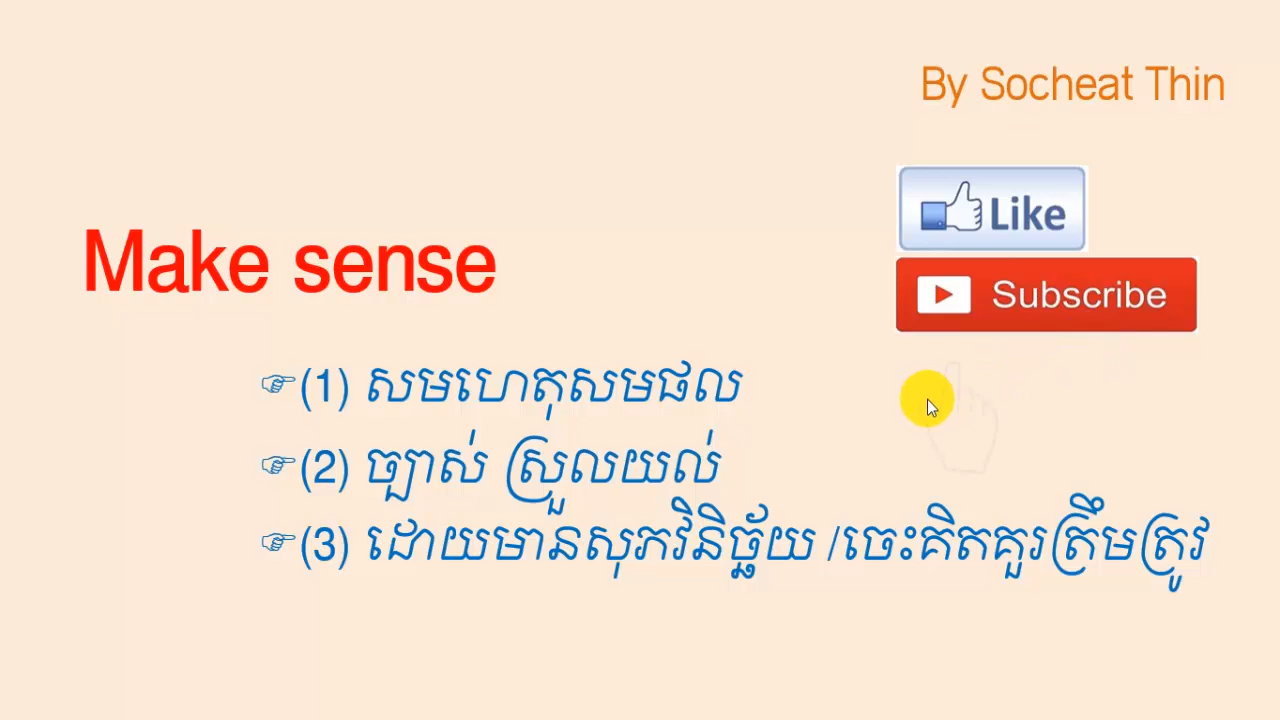 By Socheat Thin
Like
Make sense
Subscribe
☞(1) សមហេតុសមផល
☞(2) ច្បាស់ ស្រួលយល់
☞(3) ដោយមានសុភវិនិច្ឆ័យ /ចេះគិតគួរត្រឹមត្រូវ